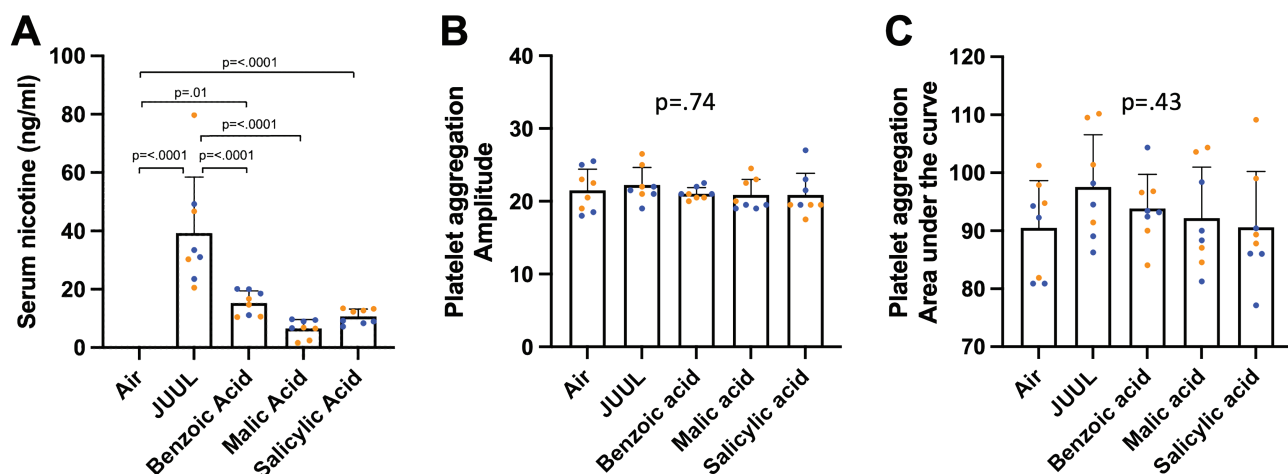 A
Serum nicotine (ng/ml)
100
80
60
40
20
0
p=<.0001
p=.01
p=<.0001
p=<.0001
p=<.0001
Air
JUUL
Benzoic Acid
Malic Acid
Salicylic Acid
B
Platelet aggregation
Amplitude
40
30
20
10
0
p=.74
Air
JUUL
Benzoic acid
Malic acid
Salicylic acid
C
Platelet aggregation
Area under the curve
120
110
100
90
80
70
p=.43
Air
JUUL
Benzoic acid
Malic acid
Salicylic acid